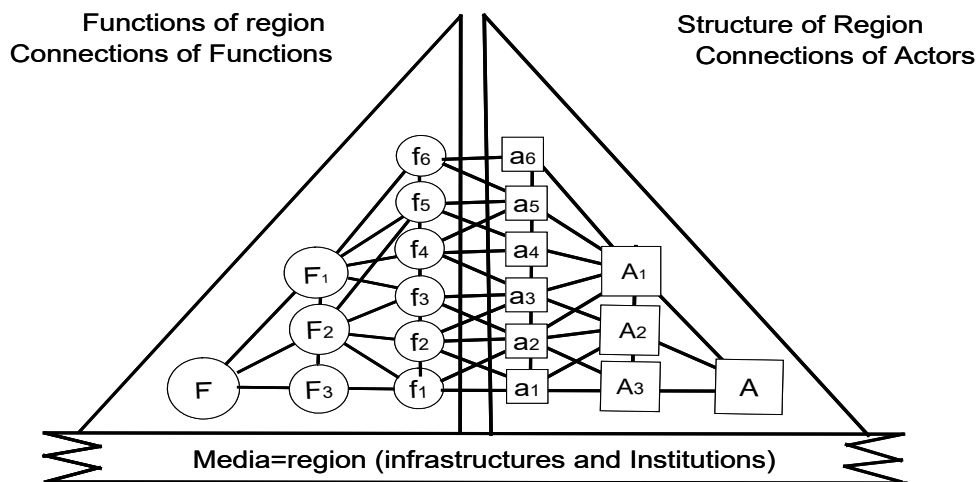 Functions of region
Connections of Functions
Structure of Region
Connections of Actors
f6 a6
f5 a5
f4 a4
F1 A1
f3 a3
F2 A2
f2 a2
F F3 f1 a1 A3 A
Media=region (infrastructures and Institutions)